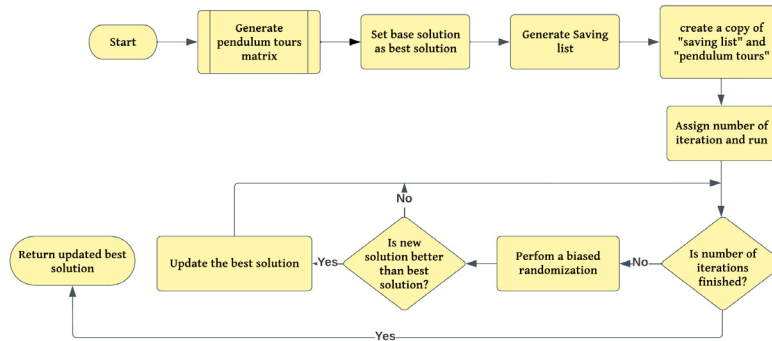 Start
Generate
pendulum tours
matrix
Set base solution
as best solution
Generate Saving
list
create a copy of
"saving list" and
"pendulum tours"
Assign number of
iteration and run
No
Return updated best
solution
Update the best solution
Yes
Is new
solution better
than best
solution?
Perfom a biased
randomization
No
Is number of
iterations
finished?
Yes